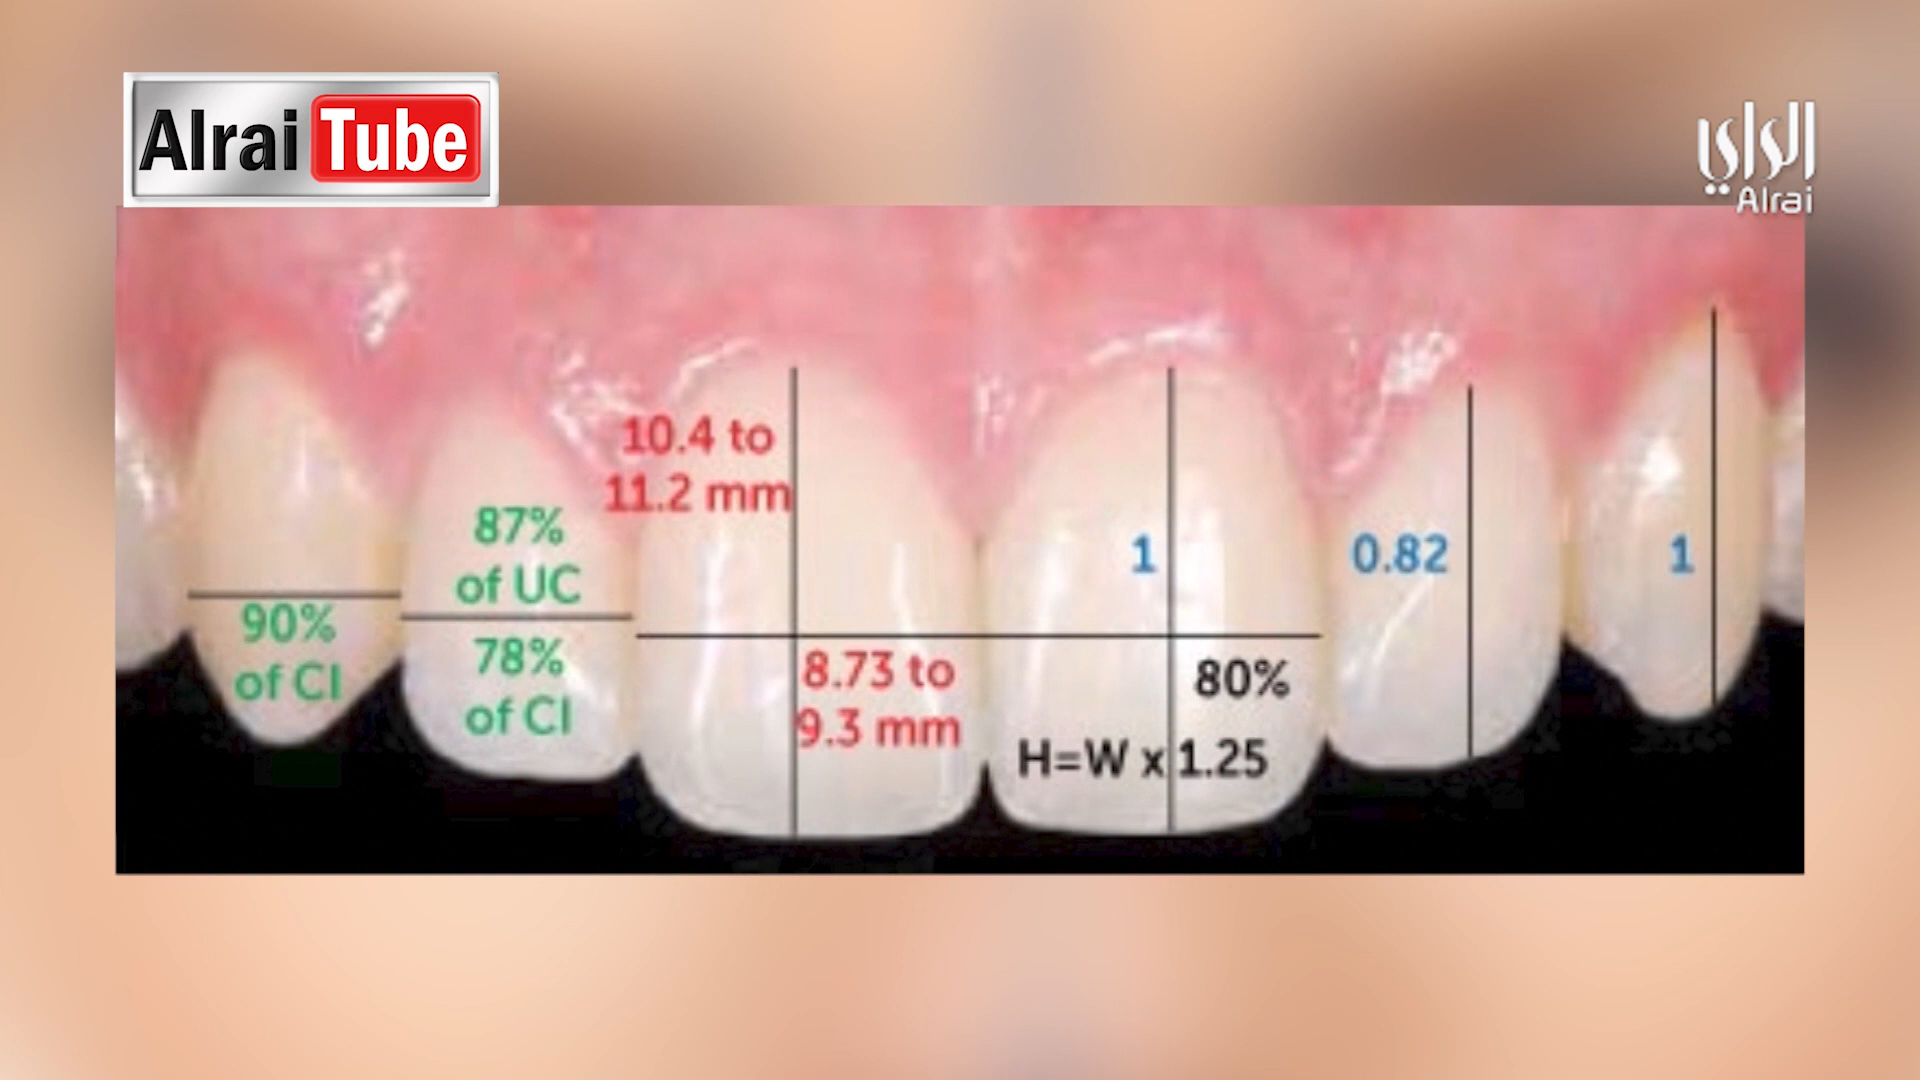 Alrai Tube
الراي
Alrai
10.4 to
11.2 mm
87%
of UC
90%
of CI
78%
of CI
8.73 to
9.3 mm
1
0.82
1
80%
H=W x 1.25